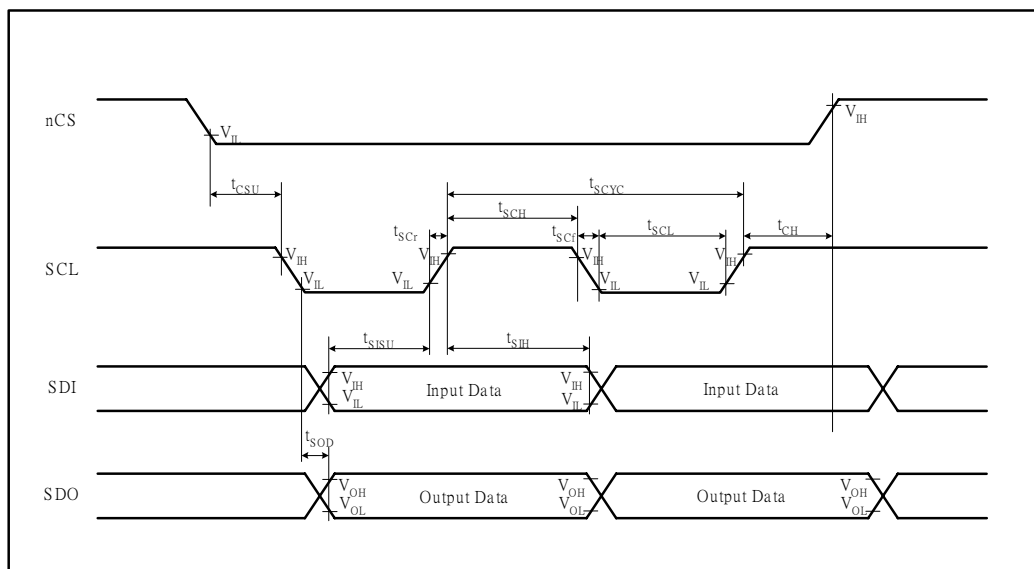 nCS
V_IL
V_IH
t_CSU
t_SCYC
t_SCH
t_SCr
t_SCf
t_SCL
t_CH
SCL
V_IH
V_IL
V_IL
V_IH
V_IH
V_IL
V_IL
V_IH
t_SISU
t_SIH
SDI
V_IH
V_IL
Input Data
V_IH
V_IL
Input Data
t_SOD
SDO
V_OH
V_OL
Output Data
V_OH
V_OL
Output Data
V_OH
V_OL